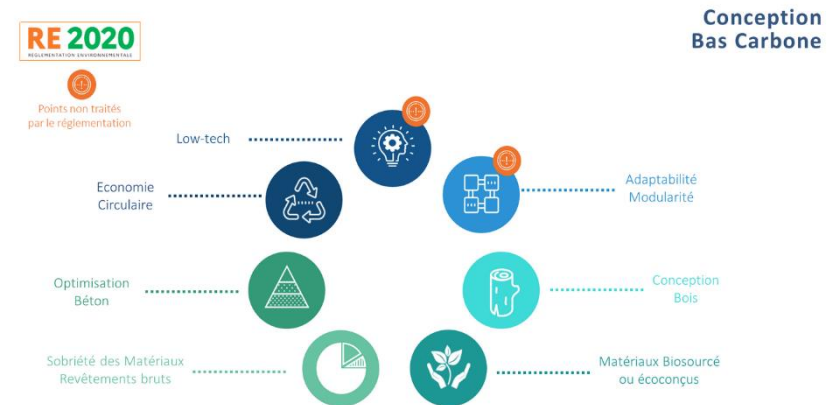 Conception
Bas Carbone
RE 2020
REGLEMENTATION ENVIRONNEMENTALE
Points non traités
par le réglementation
Low-tech
Economie
Circulaire
Adaptabilité
Modularité
Optimisation
Béton
Conception
Bois
Sobriété des Matériaux
Revêtements bruts
Matériaux Biosourcé
ou écoconçus